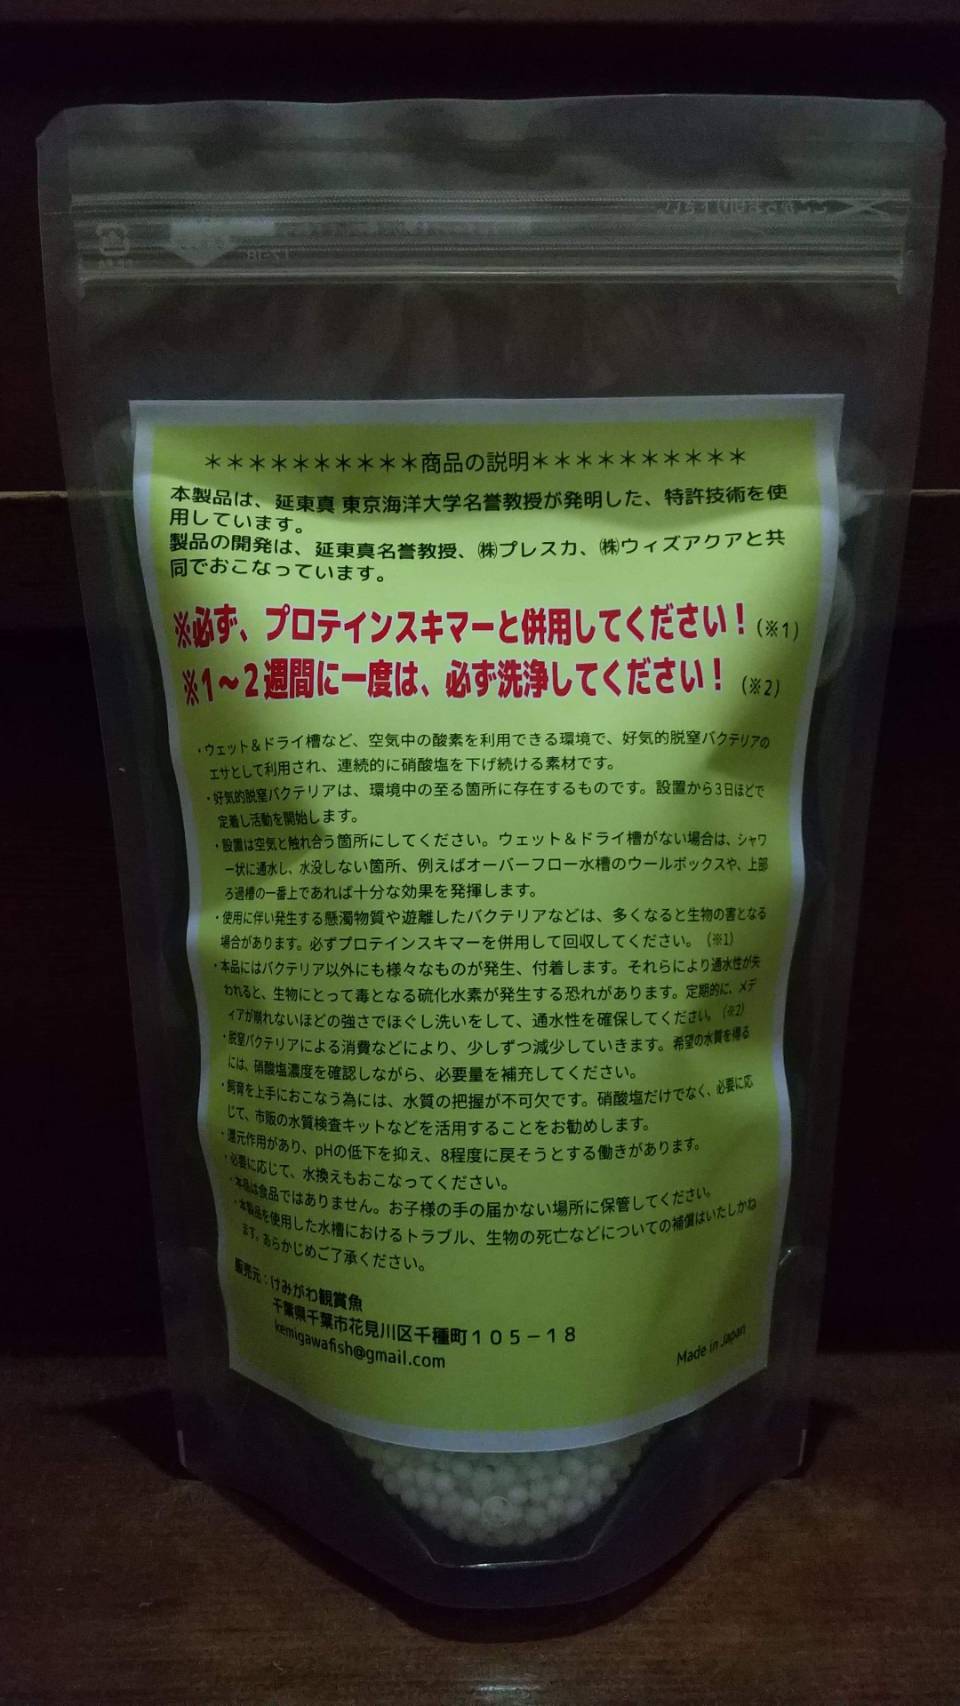 **********商品の説明**********
本製品は、延東真 東京海洋大学名誉教授が発明した、特許技術を使
用しています。
製品の開発は、延東真名誉教授、㈱プレスカ、㈱ウィズアクアと共
同でおこなっています。
※必ず、プロテインスキマーと併用してください！(※1)
※1～2週間に一度は、必ず洗浄してください！(※2)
・ウェット＆ドライ槽など、空気中の酸素を利用できる環境で、好気的脱窒バクテリアの
エサとして利用され、連続的に硝酸塩を下げ続ける素材です。
・好気的脱窒バクテリアは、環境中の至る箇所に存在するものです。設置から3日ほどで
定着し活動を開始します。
・設置は空気と触れ合う箇所にしてください。ウェット＆ドライ槽がない場合は、シャワ
ー状に通水し、水没しない箇所、例えばオーバーフロー水槽のウールボックスや、上部
ろ過槽の一番上であれば十分な効果を発揮します。
・使用に伴い発生する懸濁物質や遊離したバクテリアなどは、多くなると生物の害となる
場合があります。必ずプロテインスキマーを併用して回収してください。(※1)
・本品にはバクテリア以外にも様々なものが発生、付着します。それらにより通水性が失
われると、生物にとって毒となる硫化水素が発生する恐れがあります。定期的に、メデ
ィアが崩れないほどの強さでほぐし洗いをして、通水性を確保してください。(※2)
・脱窒バクテリアによる消費などにより、少しずつ減少していきます。希望の水質を得る
には、硝酸塩濃度を確認しながら、必要量を補充してください。
・飼育を上手におこなう為には、水質の把握が不可欠です。硝酸塩だけでなく、必要に応
じて、市販の水質検査キットなどを活用することをお勧めします。
・還元作用があり、pHの低下を抑え、8程度に戻そうとする働きがあります。
・必要に応じて、水換えもおこなってください。
・本品は食品ではありません。お子様の手の届かない場所に保管してください。
・本製品を使用した水槽におけるトラブル、生物の死亡などについての補償はいたしかね
ます。あらかじめご了承ください。
販売元：けみがわ観賞魚
千葉県千葉市花見川区千種町１０５－１８
kemigawafish@gmail.com
Made in Japan